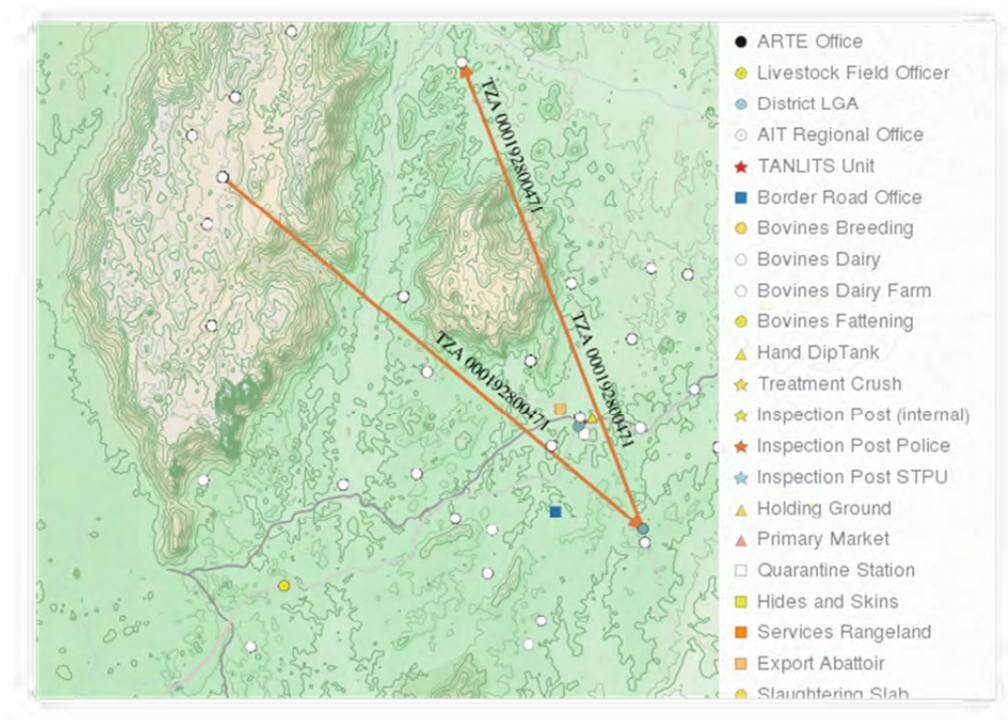 TZA 000192800471
TZA 000192800471
TZA 000192800471
ARTE Office
Livestock Field Officer
District LGA
AIT Regional Office
TANLITS Unit
Border Road Office
Bovines Breeding
Bovines Dairy
Bovines Dairy Farm
Bovines Fattening
Hand DipTank
Treatment Crush
Inspection Post (internal)
Inspection Post Police
Inspection Post STPU
Holding Ground
Primary Market
Quarantine Station
Hides and Skins
Services Rangeland
Export Abattoir
Slaughtering Slab